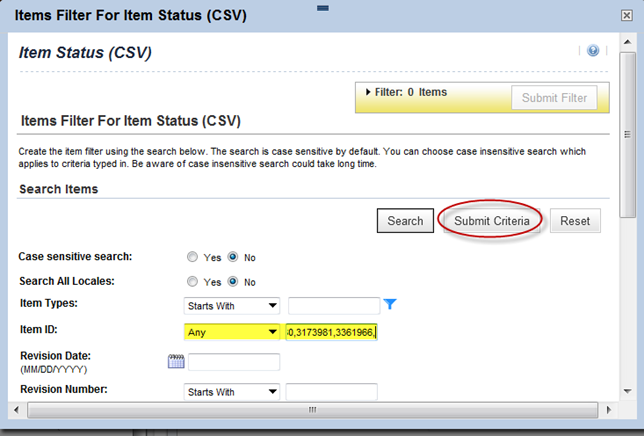 Items Filter For Item Status (CSV)
Item Status (CSV)
Filter: 0 Items
Submit Filter
Items Filter For Item Status (CSV)
Create the item filter using the search below. The search is case sensitive by default. You can choose case insensitive search which
applies to criteria typed in. Be aware of case insensitive search could take long time.
Search Items
Search Submit Criteria Reset
Case sensitive search: Yes No
Search All Locales: Yes No
Item Types: Starts With
Item ID: Any 0,3173981,3361966,
Revision Date:
(MM/DD/YYYY)
Revision Number: Starts With